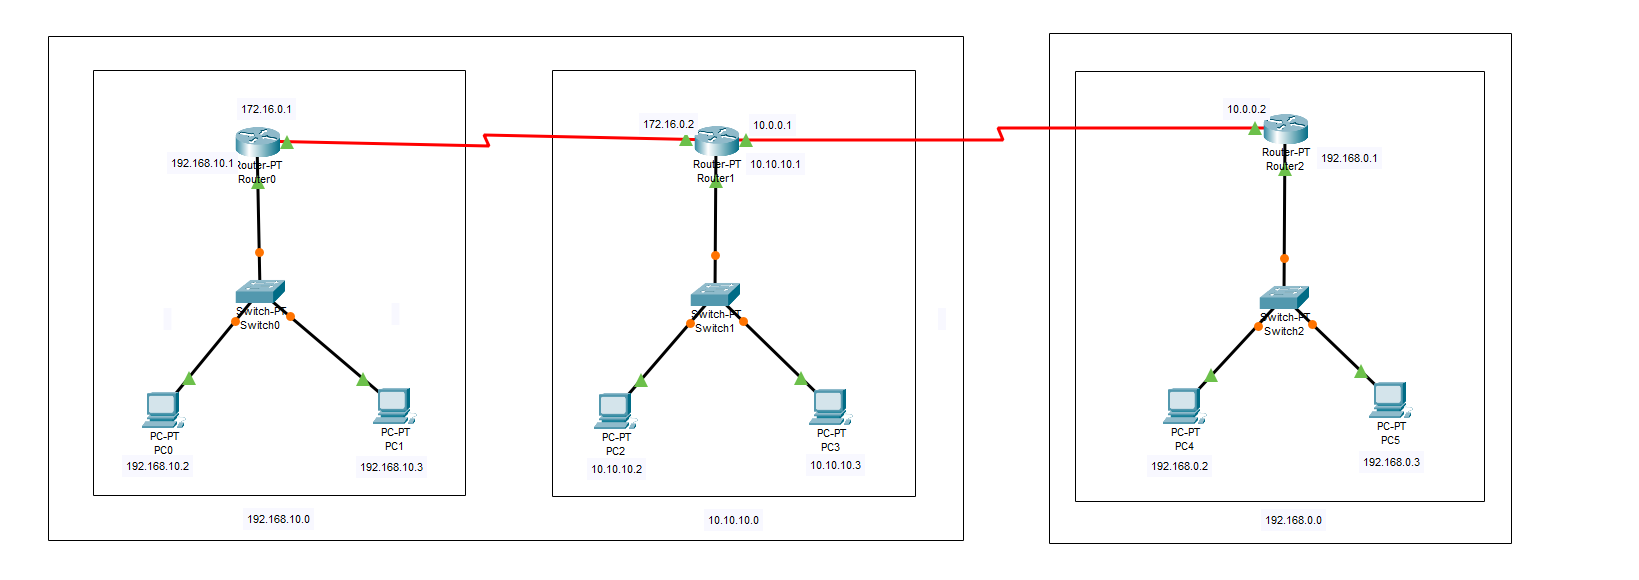 172.16.0.1
192.168.10.1
Router-PT
Router0
Switch-PT
Switch0
PC-PT
PC0
192.168.10.2
PC-PT
PC1
192.168.10.3
192.168.10.0
172.16.0.2
10.0.0.1
Router-PT
Router1
10.10.10.1
Switch-PT
Switch1
PC-PT
PC2
10.10.10.2
PC-PT
PC3
10.10.10.3
10.10.10.0
10.0.0.2
Router-PT
Router2
192.168.0.1
Switch-PT
Switch2
PC-PT
PC4
192.168.0.2
PC-PT
PC5
192.168.0.3
192.168.0.0